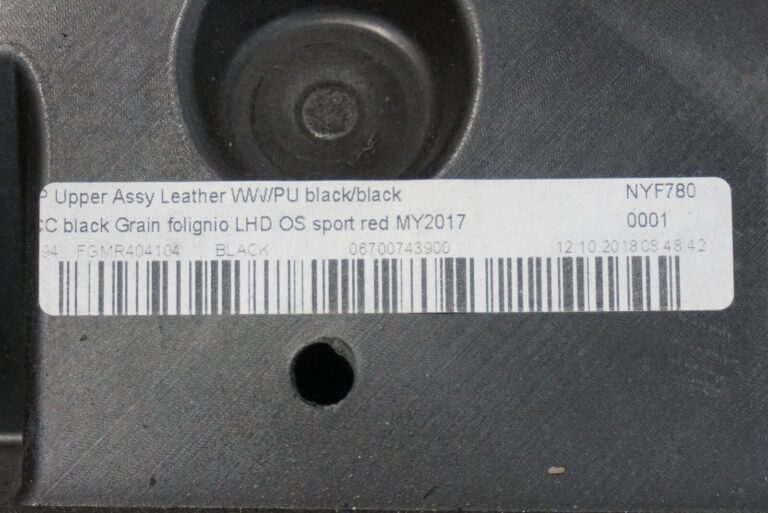 Upper Assy Leather WW/PU black/black NYF780
black Grain folignio LHD OS sport red MY2017 0001
94 FGMR404104 BLACK 06700743900 12 10 2018 08 48 42